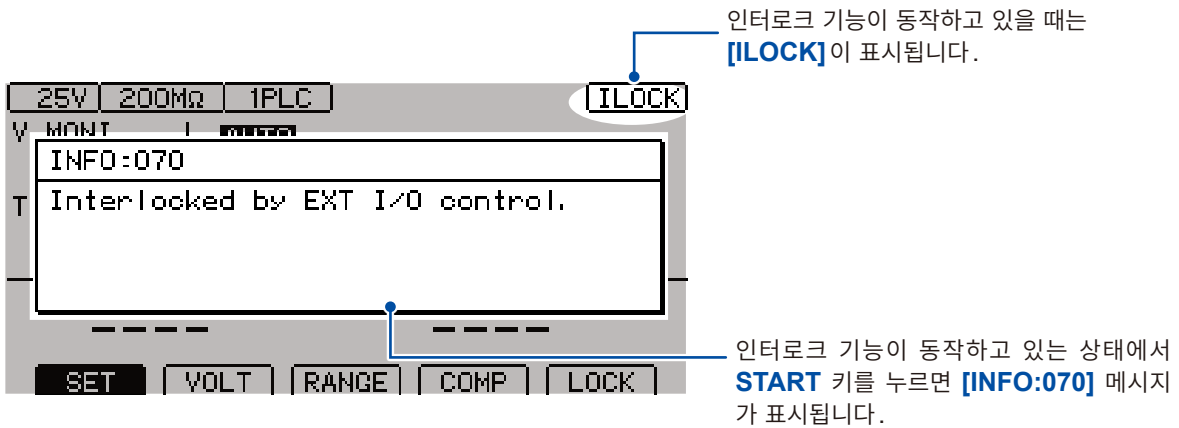 인터로크 기능이 동작하고 있을 때는
[ILOCK]이 표시됩니다.
25V 200MΩ 1PLC ILOCK
V MONI I AUTO
INFO:070
T Interlocked by EXT I/O control.
---- ----
SET VOLT RANGE COMP LOCK
인터로크 기능이 동작하고 있는 상태에서
START 키를 누르면 [INFO:070] 메시지
가 표시됩니다.